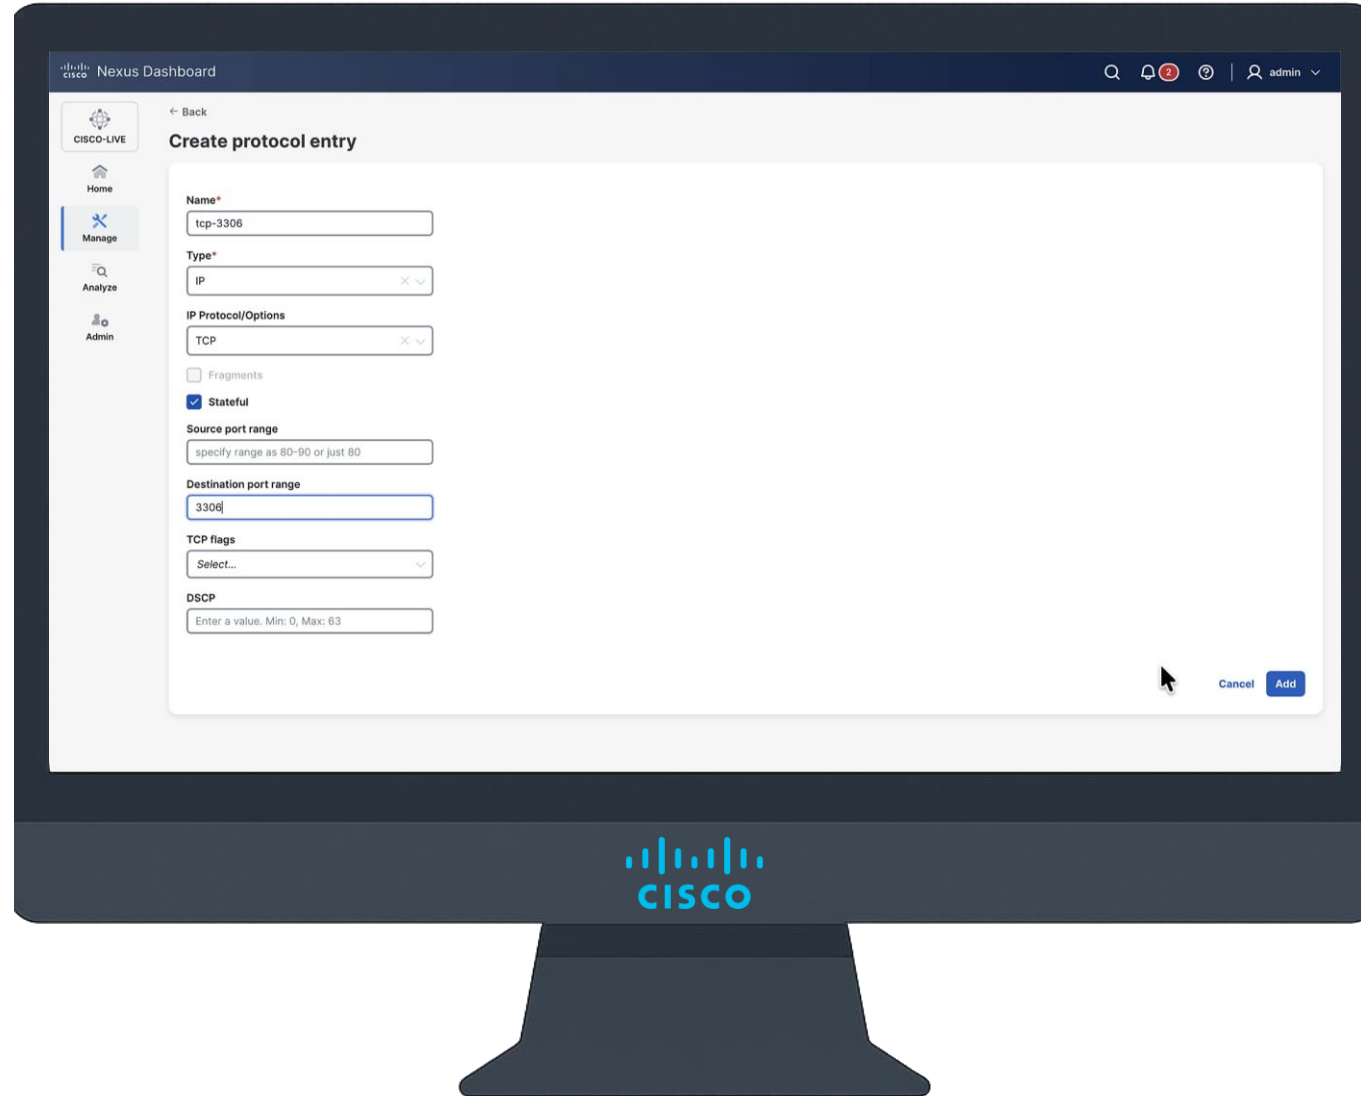 cisco Nexus Dashboard
2
admin
CISCO-LIVE
Home
Manage
Analyze
Admin
← Back
Create protocol entry
Name*
tcp-3306
Type*
IP
IP Protocol/Options
TCP
Fragments
Stateful
Source port range
specify range as 80-90 or just 80
Destination port range
3306
TCP flags
Select...
DSCP
Enter a value. Min: 0, Max: 63
Cancel Add
CISCO